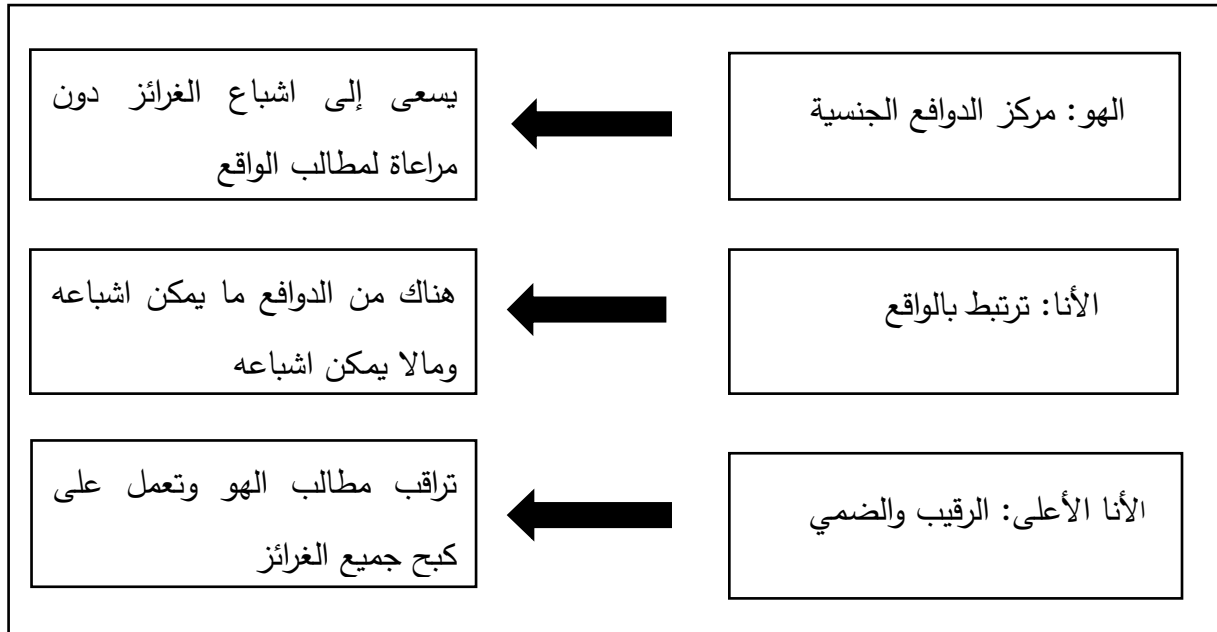 الهو: مركز الدوافع الجنسية
يسعى إلى اشباع الغرائز دون
مراعاة لمطالب الواقع
الأنا: ترتبط بالواقع
هناك من الدوافع ما يمكن اشباعه
ومالا يمكن اشباعه
الأنا الأعلى: الرقيب والضمي
تراقب مطالب الهو وتعمل على
كبح جميع الغرائز